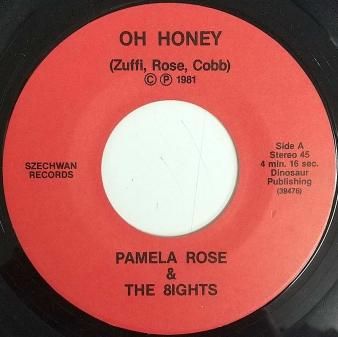 OH HONEY
(Zuffi, Rose, Cobb)
© ℗ 1981
SZECHWAN
RECORDS
Side A
Stereo 45
4 min. 16 sec.
Dinosaur
Publishing
(39476)
PAMELA ROSE
&
THE 8IGHTS